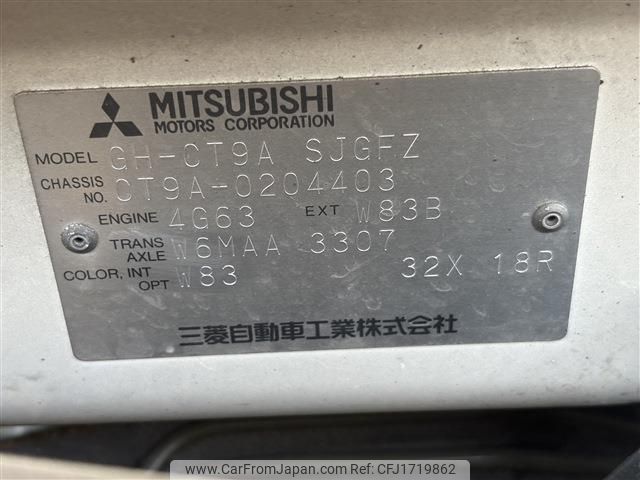 MITSUBISHI
MOTORS CORPORATION
MODEL GH-CT9A SJGFZ
CHASSIS NO. CT9A-0204403
ENGINE 4G63 EXT W83B
TRANS AXLE W6MAA 3307
COLOR, INT OPT W83 32X 18R
三菱自動車工業株式会社
www.CarFromJapan.com - Copyright ID: CFJ1719862